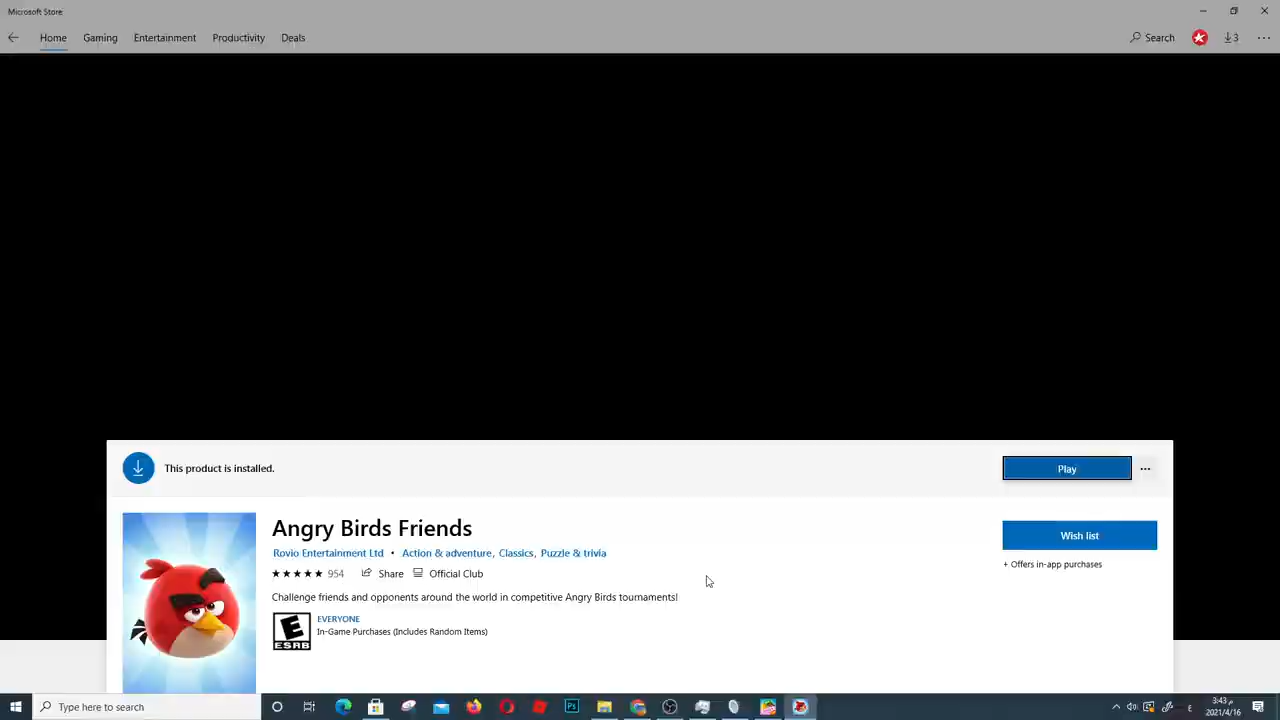 Microsoft Store
Home Gaming Entertainment Productivity Deals Search 3
This product is installed. Play
Angry Birds Friends
Rovio Entertainment Ltd • Action & adventure, Classics, Puzzle & trivia
Wish list
★★★★★ 954 Share Official Club
+ Offers in-app purchases
Challenge friends and opponents around the world in competitive Angry Birds tournaments!
E
ESRB
EVERYONE
In-Game Purchases (Includes Random Items)
Type here to search
Ps
3:43 م
2021/4/16